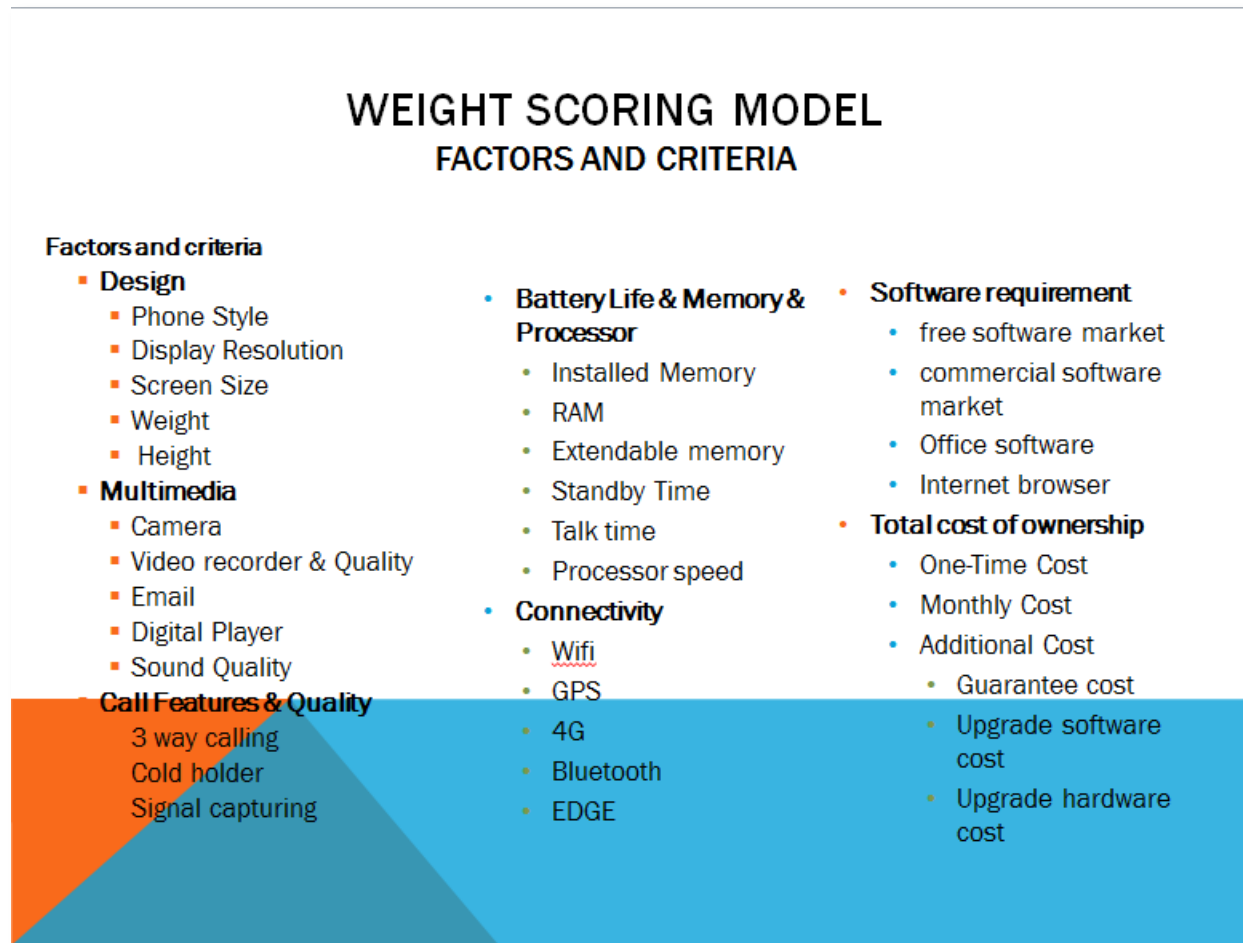 WEIGHT SCORING MODEL
FACTORS AND CRITERIA
Factors and criteria
Design
Phone Style
Display Resolution
Screen Size
Weight
Height
Multimedia
Camera
Video recorder & Quality
Email
Digital Player
Sound Quality
Call Features & Quality
3 way calling
Cold holder
Signal capturing
Battery Life & Memory &
Processor
Installed Memory
RAM
Extendable memory
Standby Time
Talk time
Processor speed
Connectivity
Wifi
GPS
4G
Bluetooth
EDGE
Software requirement
free software market
commercial software
market
Office software
Internet browser
Total cost of ownership
One-Time Cost
Monthly Cost
Additional Cost
Guarantee cost
Upgrade software
cost
Upgrade hardware
cost